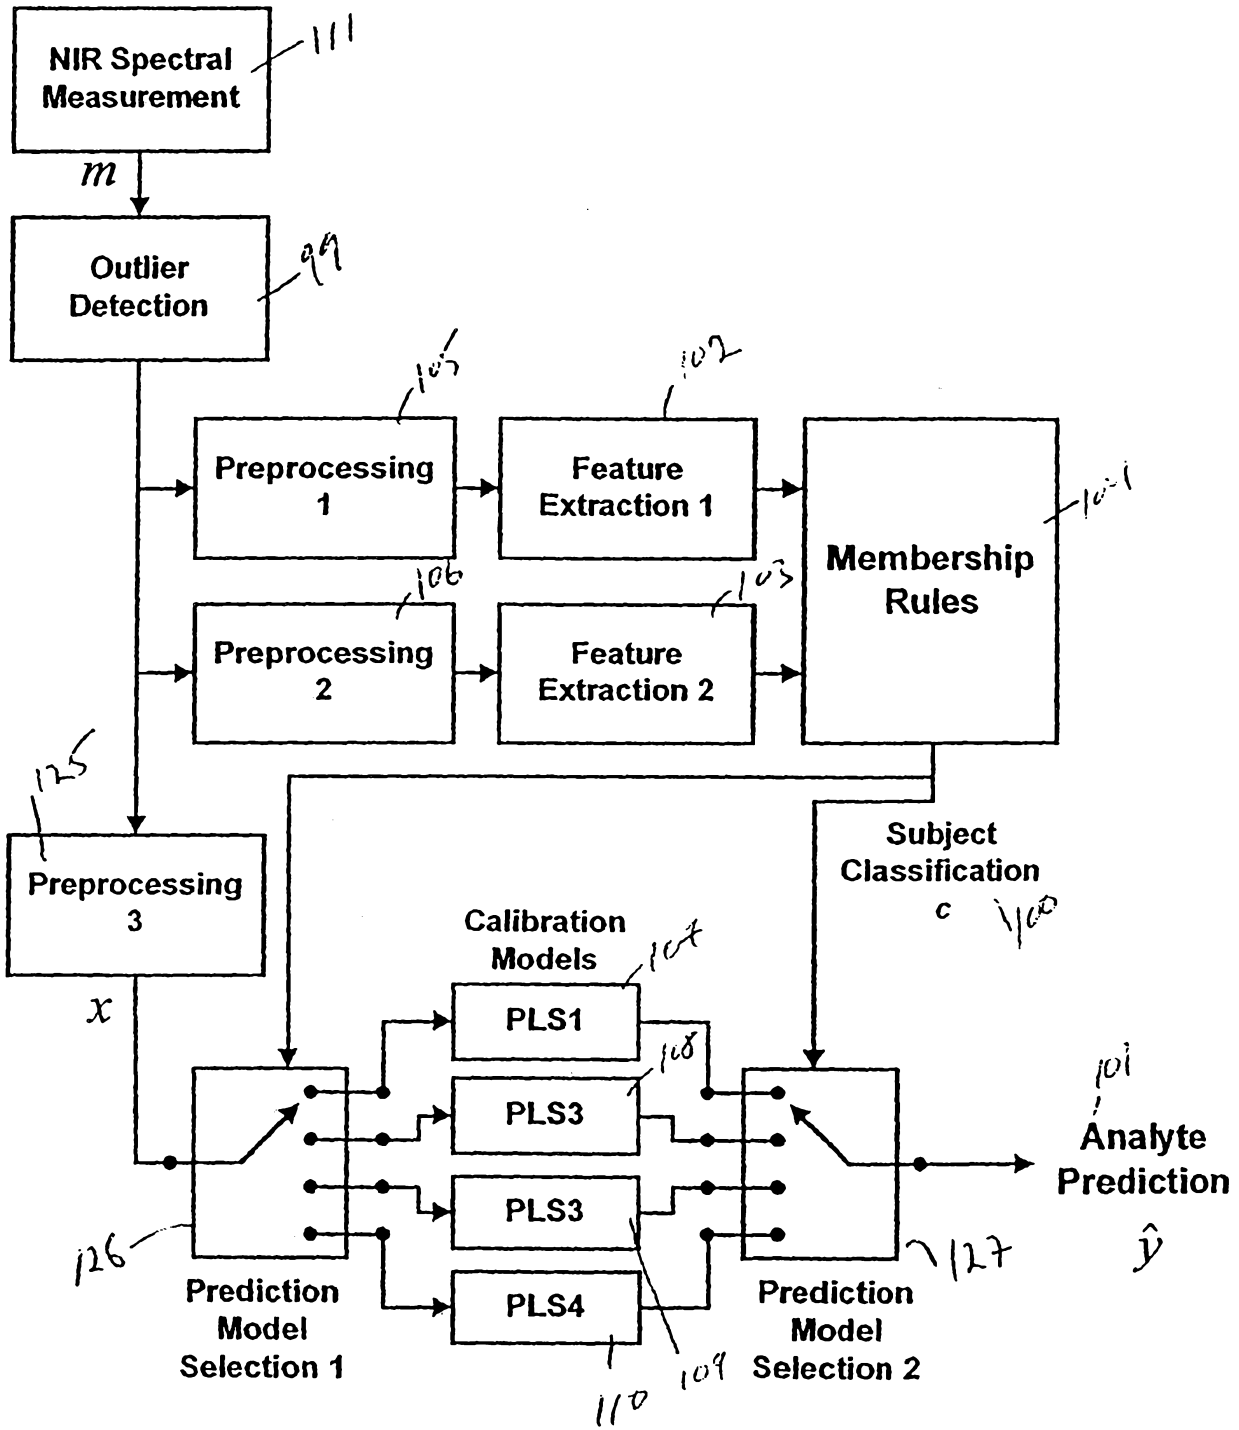 NIR Spectral
Measurement
111
m
Outlier
Detection
99
105
102
Preprocessing
1
Feature
Extraction 1
Membership
Rules
106
103
Preprocessing
2
Feature
Extraction 2
125
Preprocessing
3
Subject
Classification
c
100
x
Calibration
Models
107
PLS1
108
PLS3
PLS3
PLS4
109
110
126
Prediction
Model
Selection 1
127
Prediction
Model
Selection 2
101
Analyte
Prediction
ŷ